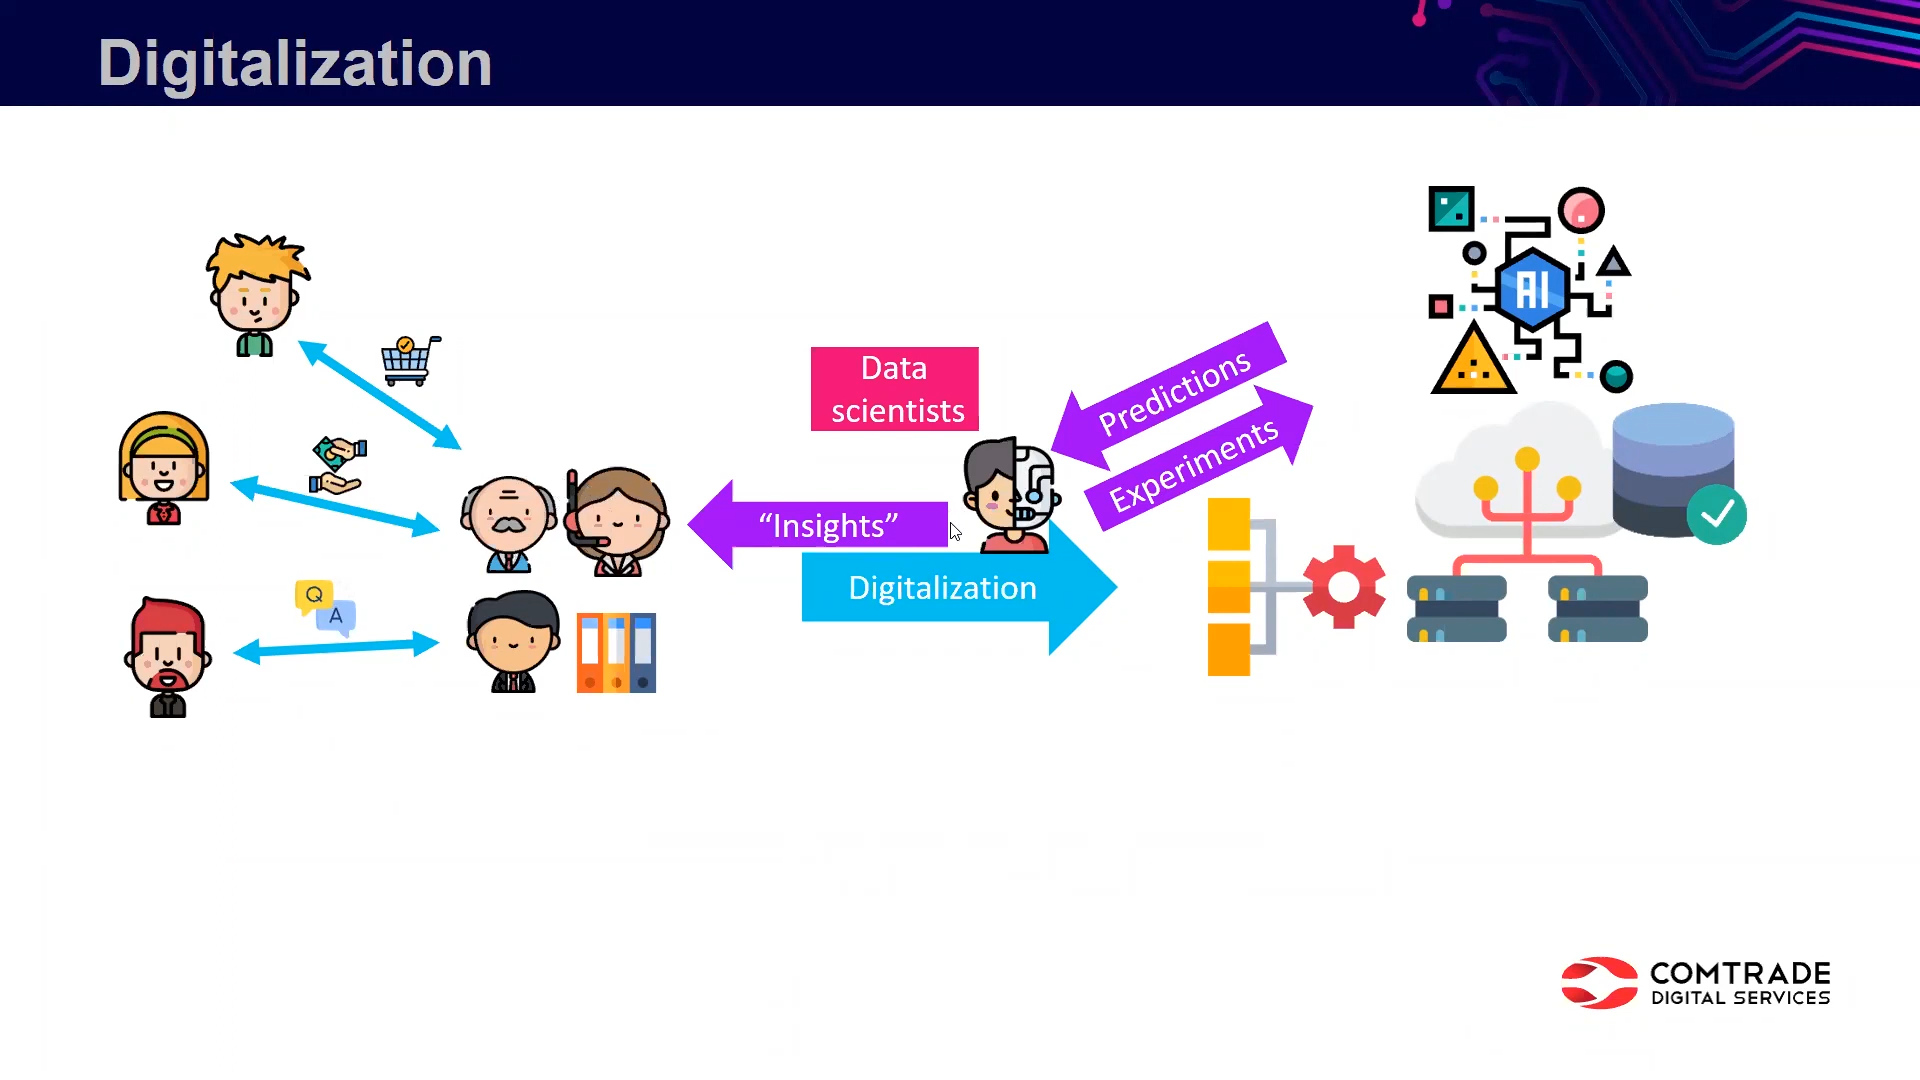 Digitalization
Data
scientists
Predictions
Experiments
“Insights”
Digitalization
AI
Q
A
COMTRADE
DIGITAL SERVICES